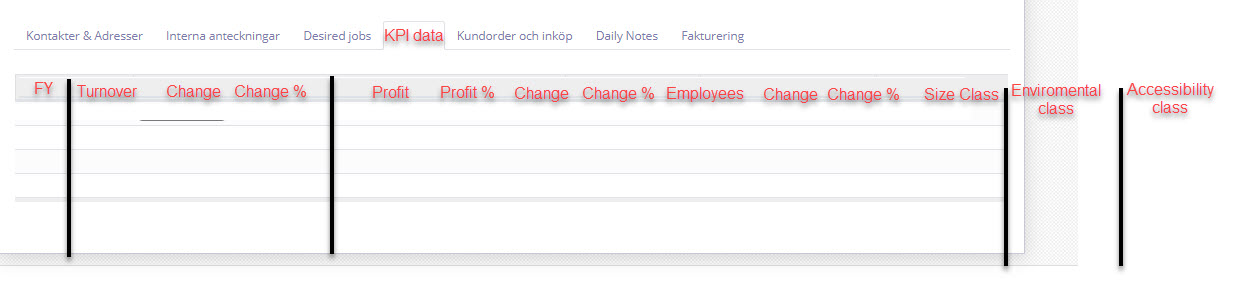 Kontakter & Adresser Interna anteckningar Desired jobs KPI data Kundorder och inköp Daily Notes Fakturering
FY Turnover Change Change % Profit Profit % Change Change % Employees Change Change % Size Class Enviromental class Accessibility class